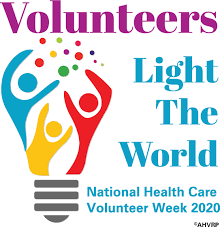 Volunteers
Light
The
World
National Health Care
Volunteer Week 2020
©AHVRP